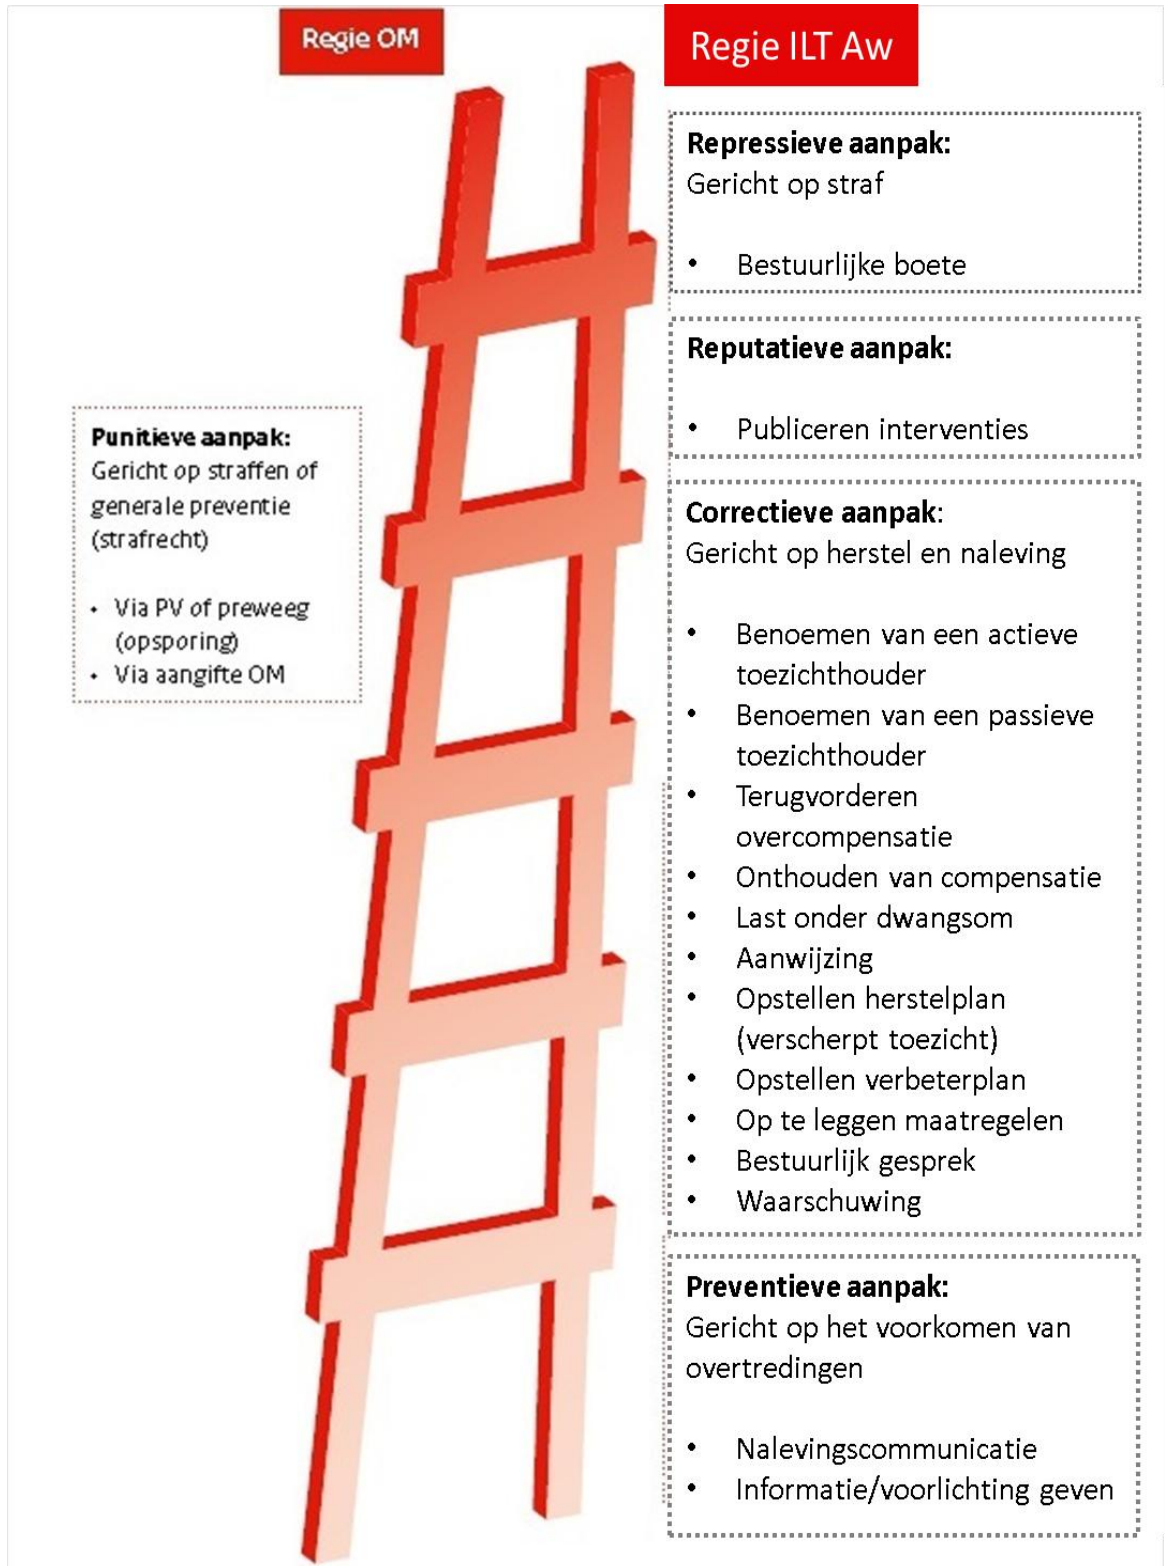 Regie OM
Regie ILT Aw
Punitieve aanpak:
Gericht op straffen of
generale preventie
(strafrecht)
• Via PV of preweeg
(opsporing)
• Via aangifte OM
Repressieve aanpak:
Gericht op straf
• Bestuurlijke boete
Reputatieve aanpak:
• Publiceren interventies
Correctieve aanpak:
Gericht op herstel en naleving
• Benoemen van een actieve
toezichthouder
• Benoemen van een passieve
toezichthouder
• Terugvorderen
overcompensatie
• Onthouden van compensatie
• Last onder dwangsom
• Aanwijzing
• Opstellen herstelplan
(verscherpt toezicht)
• Opstellen verbeterplan
• Op te leggen maatregelen
• Bestuurlijk gesprek
• Waarschuwing
Preventieve aanpak:
Gericht op het voorkomen van
overtredingen
• Nalevingscommunicatie
• Informatie/voorlichting geven